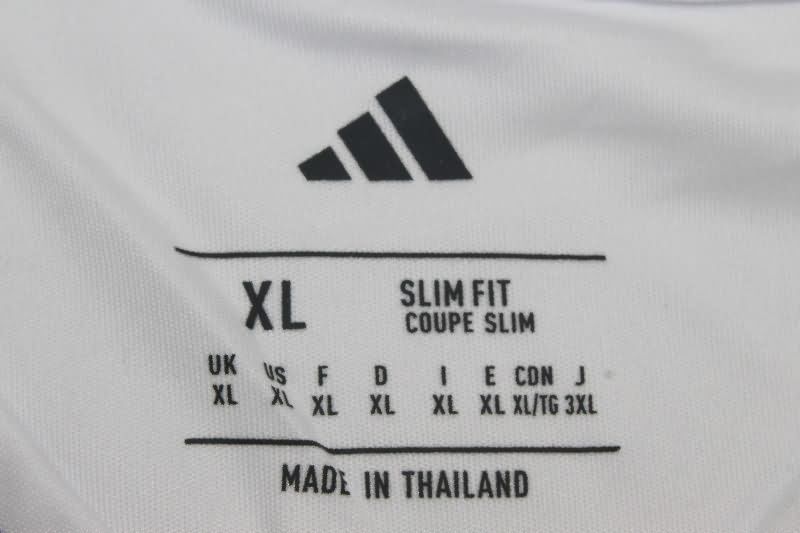 XL SLIM FIT
COUPE SLIM
UK US F D I E CDN J
XL XL XL XL XL XL XL/TG 3XL
MADE IN THAILAND